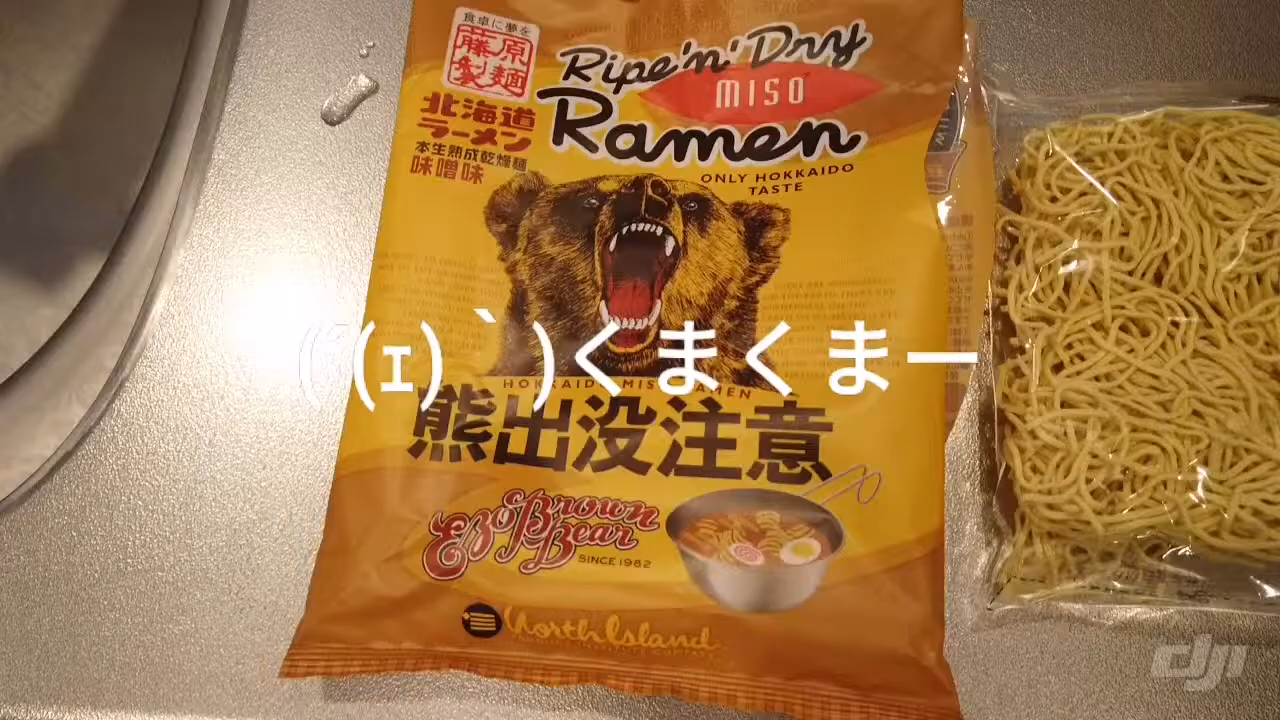 食卓に夢を
藤原
製麺
北海道
ラーメン
本生熟成乾燥麺
味噌味
Ripe'n' Dry
MISO
Ramen
ONLY HOKKAIDO
TASTE
(´(ｪ)｀)くまくまー
HOKKAIDO MISO RAMEN
熊出没注意
Ezo Brown
Bear
SINCE 1982
North Island
dji